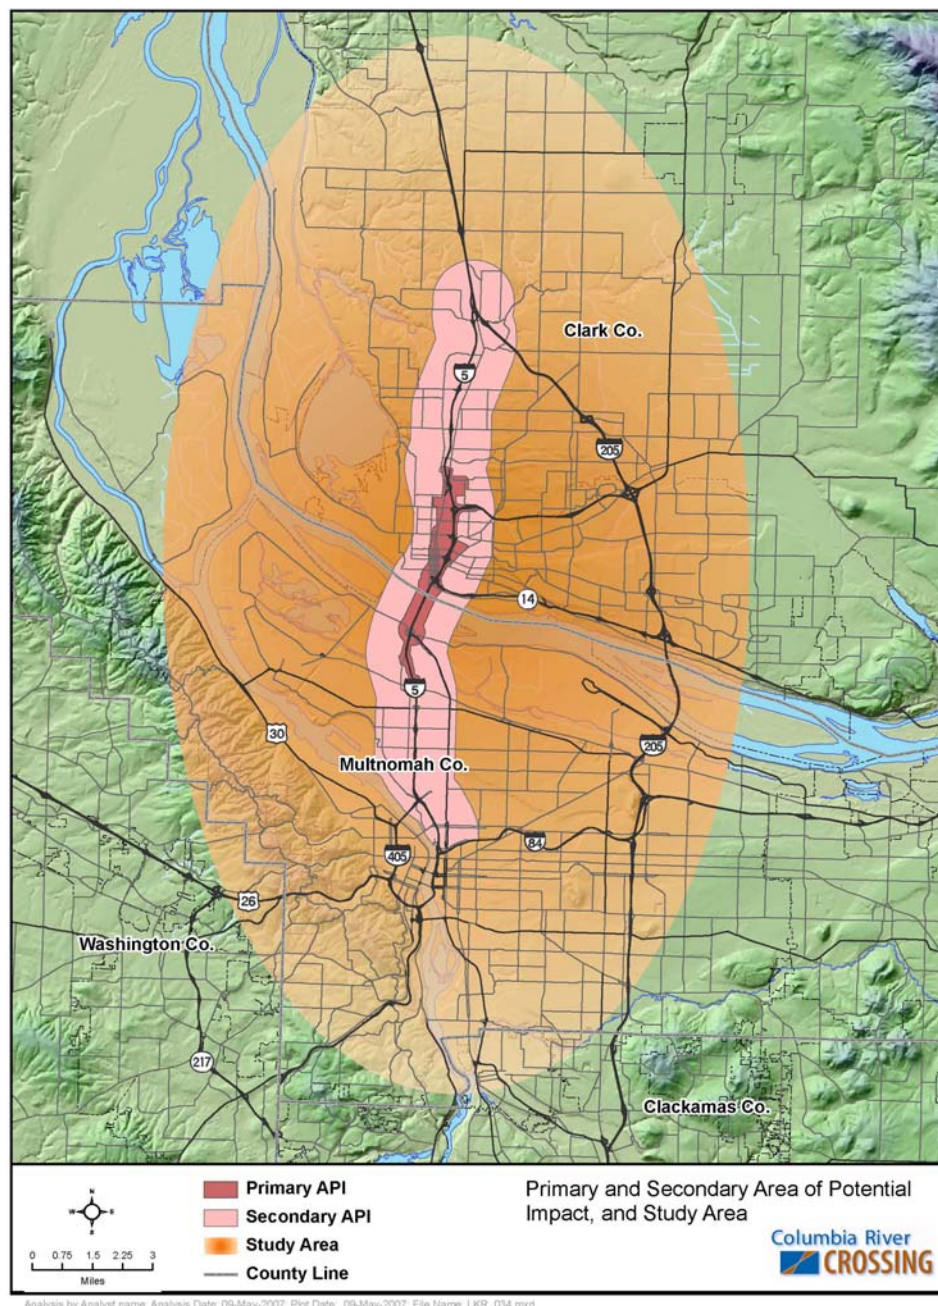 Clark Co.
5
205
14
5
30
205
Multnomah Co.
84
405
26
Washington Co.
217
Clackamas Co.
N
W E
S
0 0.75 1.5 2.25 3
Miles
Primary API
Secondary API
Study Area
County Line
Primary and Secondary Area of Potential
Impact, and Study Area
Columbia River
CROSSING
Analysis by Analyst name; Analysis Date: 09-May-2007; Plot Date: 09-May-2007; File Name: LKR_034.mxd